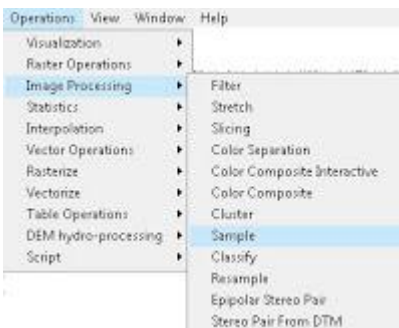 Operations View Window Help
Visualization
Raster Operations
Image Processing
Statistics
Interpolation
Vector Operations
Rasterize
Vectorize
Table Operations
DEM hydro-processing
Script
Filter
Stretch
Slicing
Color Separation
Color Composite Interactive
Color Composite
Cluster
Sample
Classify
Resample
Epipolar Stereo Pair
Stereo Pair From DTM